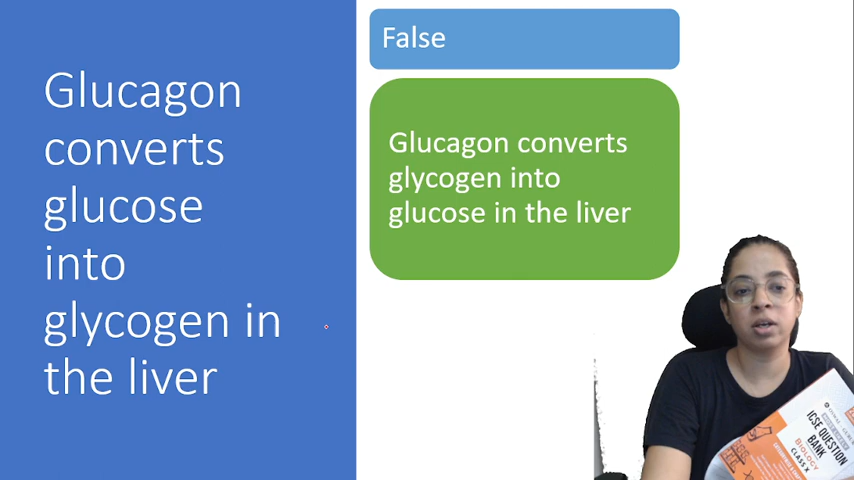 Glucagon
converts
glucose
into
glycogen in
the liver
False
Glucagon converts
glycogen into
glucose in the liver
ICSE QUESTION
BANK
BIOLOGY
CLASS X